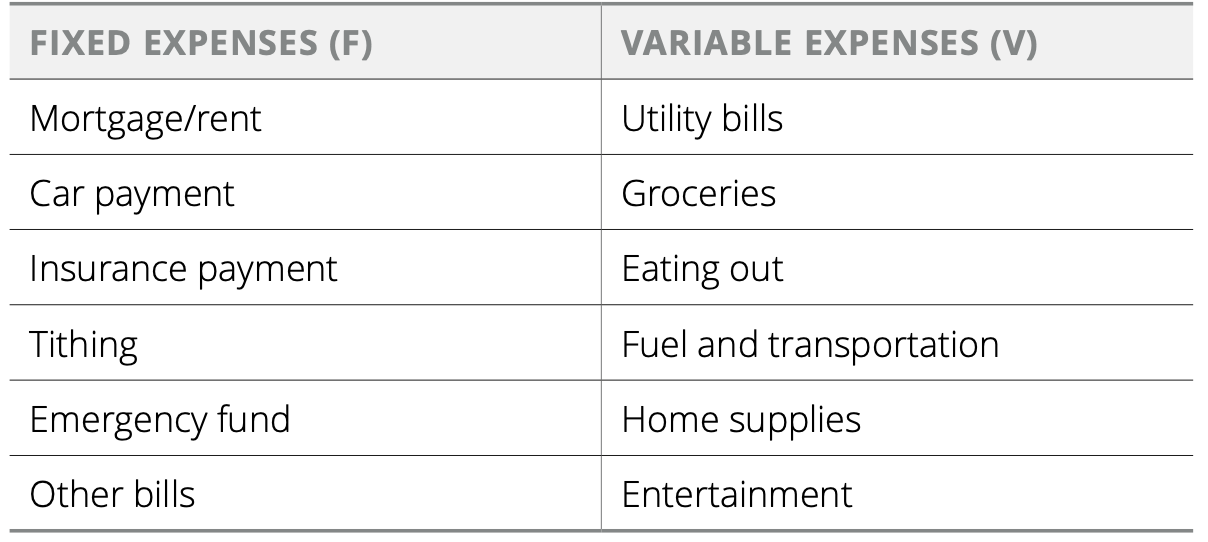 FIXED EXPENSES (F) VARIABLE EXPENSES (V)
Mortgage/rent Utility bills
Car payment Groceries
Insurance payment Eating out
Tithing Fuel and transportation
Emergency fund Home supplies
Other bills Entertainment